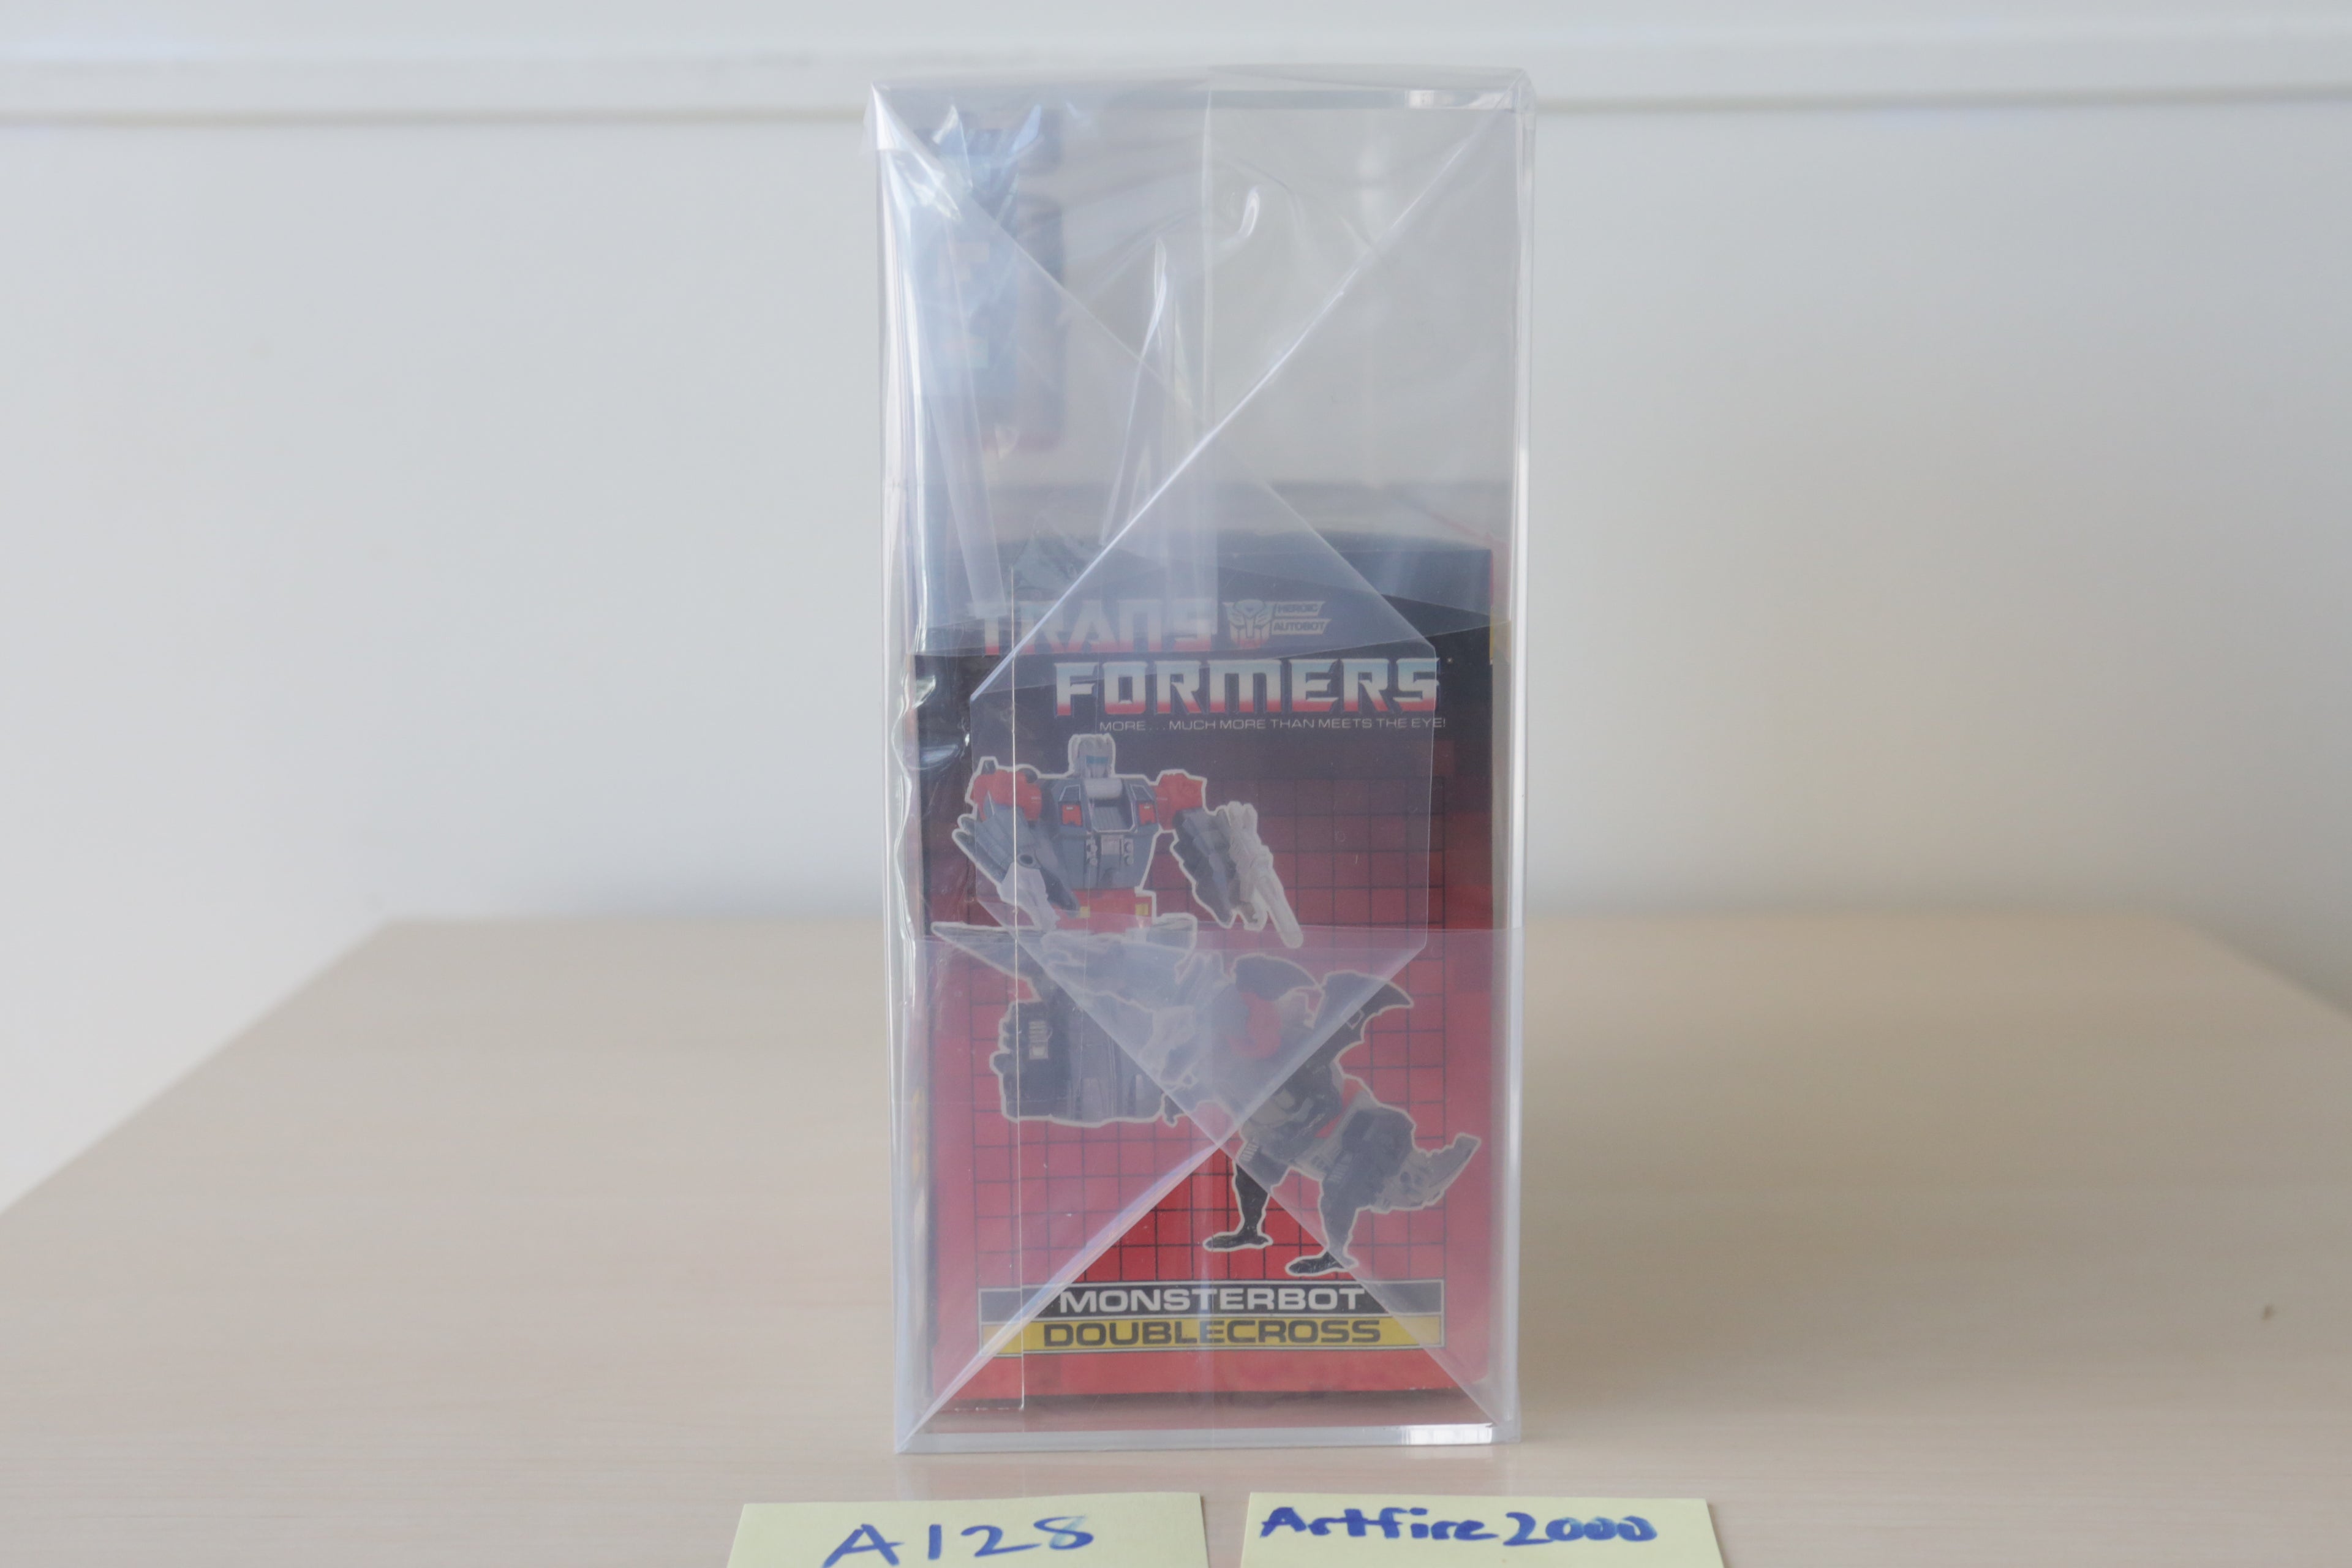 TRANS
HEROIC
AUTOBOT
FORMERS
MORE...MUCH MORE THAN MEETS THE EYE!
MONSTERBOT
DOUBLECROSS
A128
Artfire2000